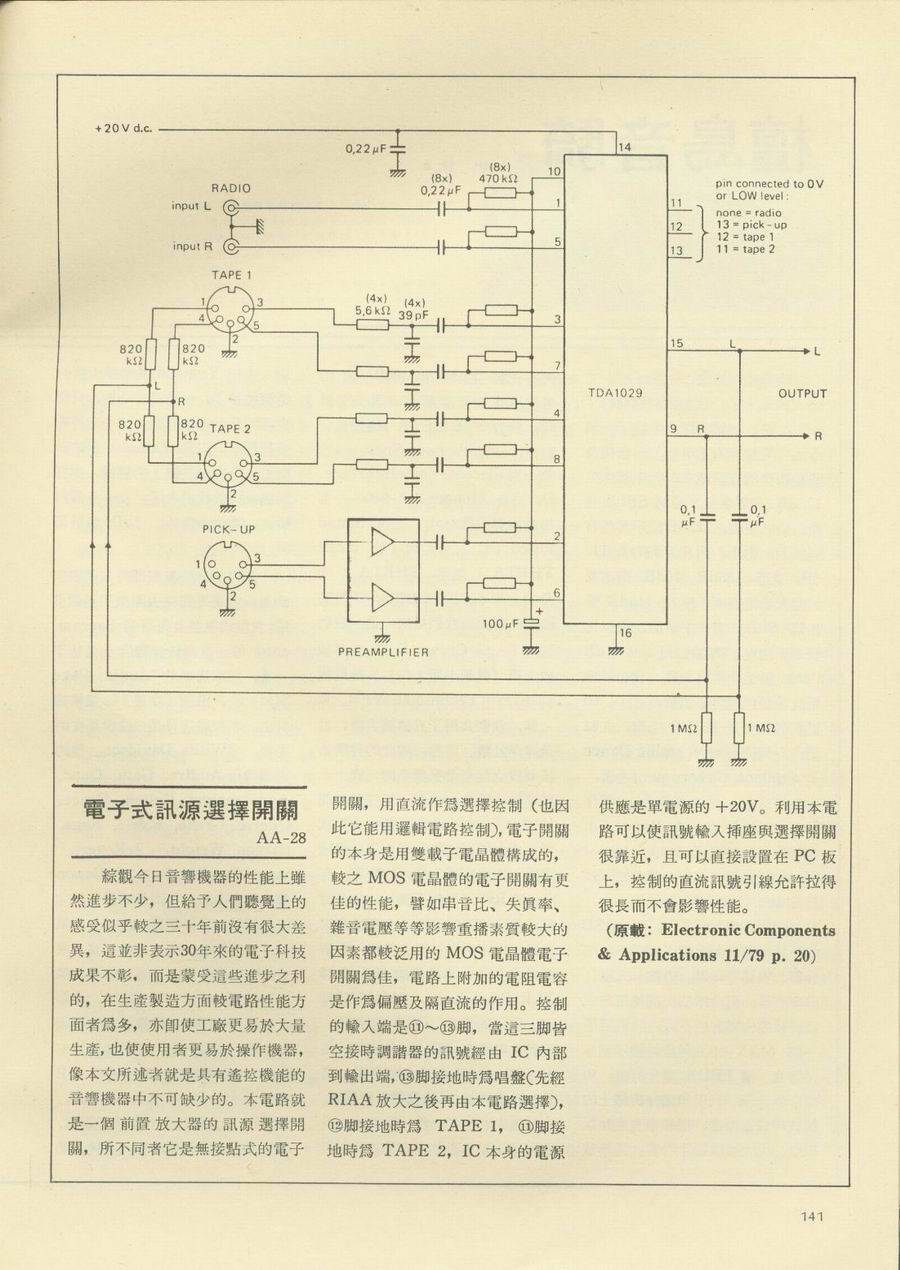 +20V d.c.
0,22μF
14
(8x)
0,22μF
(8x)
470kΩ
10
RADIO
input L
1
input R
5
pin connected to 0V
or LOW level:
11
12
13
none = radio
13 = pick-up
12 = tape 1
11 = tape 2
TAPE 1
1
3
4
5
2
(4x)
5,6kΩ
(4x)
39pF
3
820
kΩ
820
kΩ
7
15
L
L
L
R
TDA1029
OUTPUT
820
kΩ
820
kΩ
TAPE 2
4
9
R
R
1
3
4
5
2
8
0,1
μF
0,1
μF
PICK-UP
1
3
4
5
2
2
6
100μF
+
16
PREAMPLIFIER
1MΩ
1MΩ
電子式訊源選擇開關
AA-28
綜觀今日音響機器的性能上雖
然進步不少，但給予人們聽覺上的
感受似乎較之三十年前沒有很大差
異，這並非表示30年來的電子科技
成果不彰，而是蒙受這些進步之利
的，在生產製造方面較電路性能方
面者爲多，亦卽使工廠更易於大量
生產，也使使用者更易於操作機器，
像本文所述者就是具有遙控機能的
音響機器中不可缺少的。本電路就
是一個前置放大器的訊源選擇開
關，所不同者它是無接點式的電子
開關，用直流作爲選擇控制（也因
此它能用邏輯電路控制），電子開關
的本身是用雙載子電晶體構成的，
較之 MOS 電晶體的電子開關有更
佳的性能，譬如串音比、失眞率、
雜音電壓等等影響重播素質較大的
因素都較泛用的 MOS 電晶體電子
開關爲佳，電路上附加的電阻電容
是作爲偏壓及隔直流的作用。控制
的輸入端是⑪～⑬脚，當這三脚皆
空接時調諧器的訊號經由 IC 內部
到輸出端，⑬脚接地時爲唱盤（先經
RIAA 放大之後再由本電路選擇），
⑫脚接地時爲 TAPE 1，⑪脚接
地時爲 TAPE 2，IC 本身的電源
供應是單電源的 +20V。利用本電
路可以使訊號輸入揷座與選擇開關
很靠近，且可以直接設置在 PC 板
上，控制的直流訊號引線允許拉得
很長而不會影響性能。
（原載：Electronic Components
& Applications 11/79 p. 20）
141